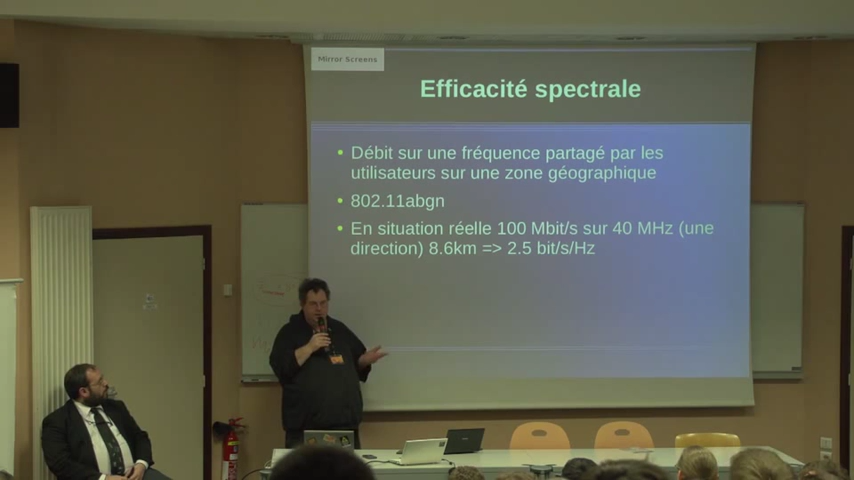 Mirror Screens
Efficacité spectrale
• Débit sur une fréquence partagé par les
utilisateurs sur une zone géographique
• 802.11abgn
• En situation réelle 100 Mbit/s sur 40 MHz (une
direction) 8.6km => 2.5 bit/s/Hz